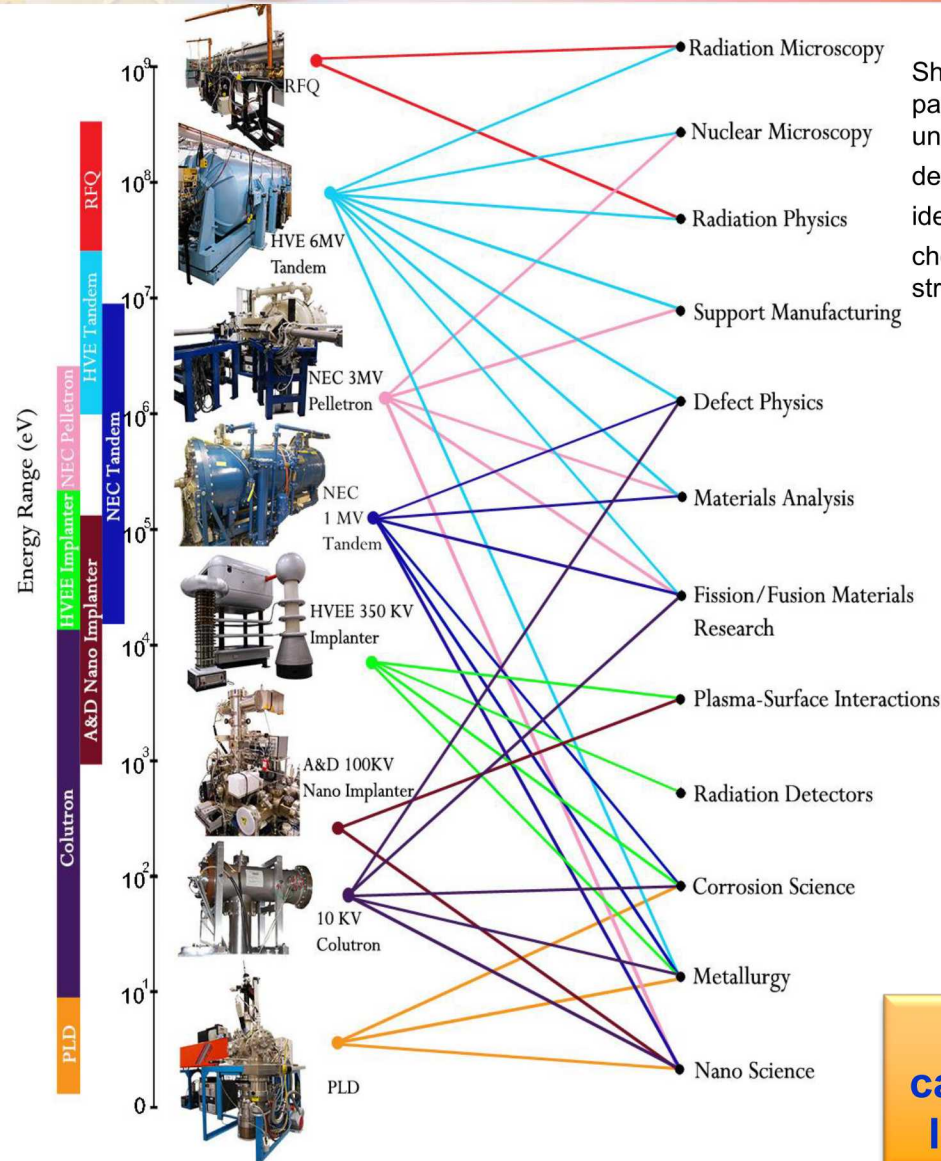 Energy Range (eV)
RFQ
HVE Tandem
NEC Pelletron
HVEE Implanter
Colutron
PLD
NEC Tandem
A&D Nano Implanter
10⁹
10⁸
10⁷
10⁶
10⁵
10⁴
10³
10²
10¹
0
RFQ
HVE 6MV
Tandem
NEC 3MV
Pelletron
NEC
1 MV
Tandem
HVEE 350 KV
Implanter
A&D 100KV
Nano Implanter
10 KV
Colutron
PLD
Radiation Microscopy
Nuclear Microscopy
Radiation Physics
Support Manufacturing
Defect Physics
Materials Analysis
Fission/Fusion Materials
Research
Plasma-Surface Interactions
Radiation Detectors
Corrosion Science
Metallurgy
Nano Science